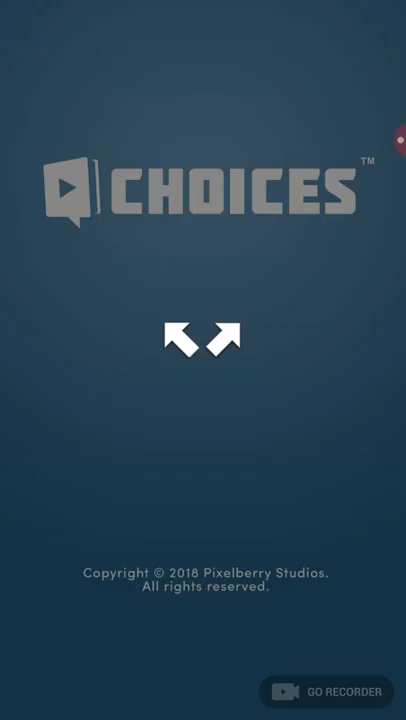 CHOICES™
Copyright © 2018 Pixelberry Studios.
All rights reserved.
GO RECORDER